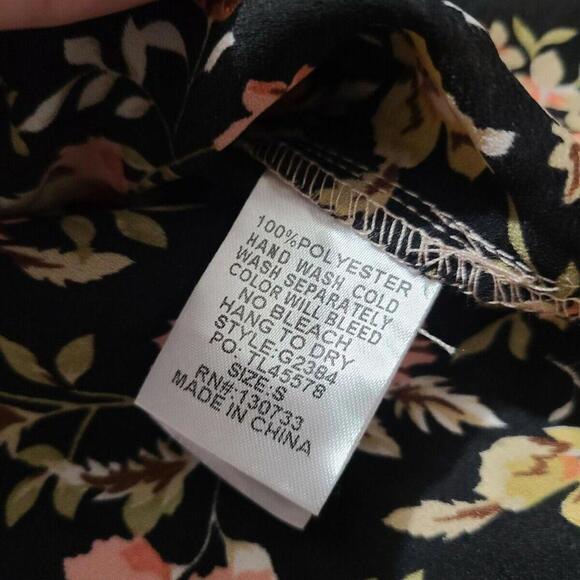 100%POLYESTER
HAND WASH COLD
WASH SEPARATELY
COLOR WILL BLEED
NO BLEACH
HANG TO DRY
STYLE:G2384
PO: TL45578
SIZE:S
RN#:130733
MADE IN CHINA